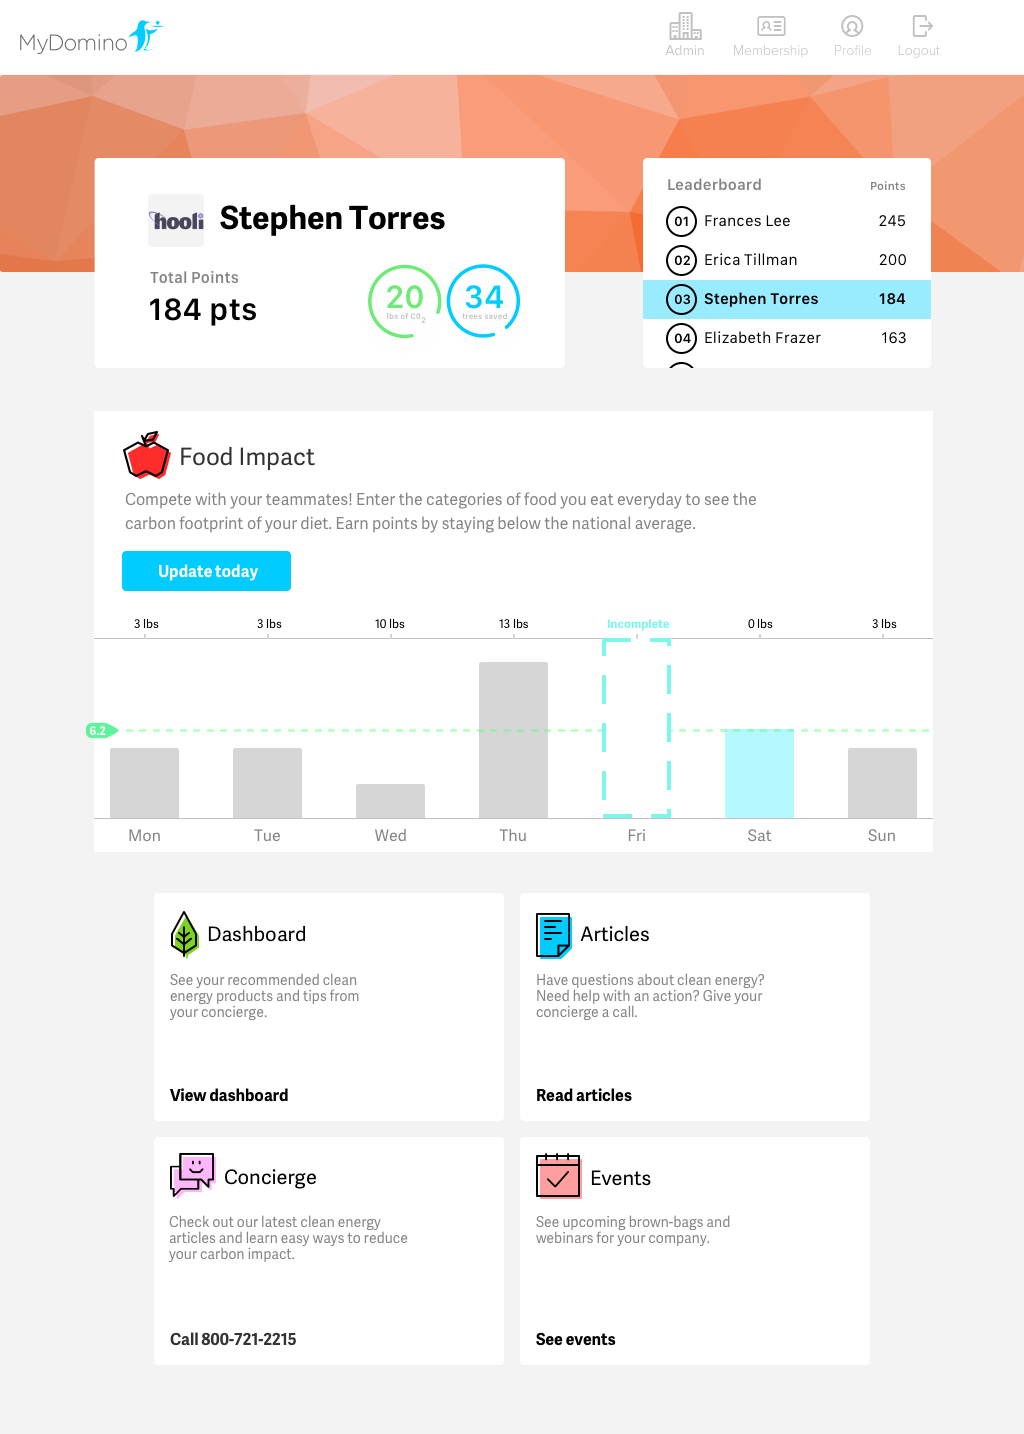 MyDomino
Admin
Membership
Profile
Logout
hooli
Stephen Torres
Total Points
184 pts
20
lbs of CO2
34
trees saved
Leaderboard
Points
01 Frances Lee 245
02 Erica Tillman 200
03 Stephen Torres 184
04 Elizabeth Frazer 163
Food Impact
Compete with your teammates! Enter the categories of food you eat everyday to see the
carbon footprint of your diet. Earn points by staying below the national average.
Update today
3 lbs
3 lbs
10 lbs
13 lbs
Incomplete
0 lbs
3 lbs
6.2
Mon
Tue
Wed
Thu
Fri
Sat
Sun
Dashboard
See your recommended clean
energy products and tips from
your concierge.
View dashboard
Articles
Have questions about clean energy?
Need help with an action? Give your
concierge a call.
Read articles
Concierge
Check out our latest clean energy
articles and learn easy ways to reduce
your carbon impact.
Call 800-721-2215
Events
See upcoming brown-bags and
webinars for your company.
See events